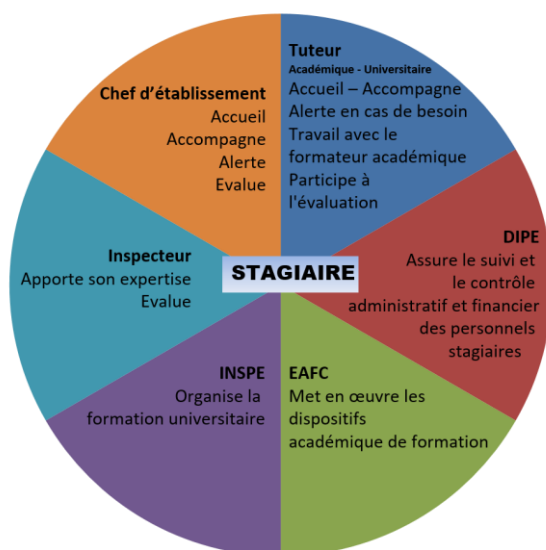 Tuteur
Académique - Universitaire
Accueil – Accompagne
Alerte en cas de besoin
Travail avec le
formateur académique
Participe à
l'évaluation
Chef d'établissement
Accueil
Accompagne
Alerte
Evalue
DIPE
Assure le suivi et
le contrôle
administratif et financier
des personnels
stagiaires
Inspecteur
Apporte son expertise
Evalue
STAGIAIRE
INSPE
Organise la
formation universitaire
EAFC
Met en œuvre les
dispositifs
académique de formation